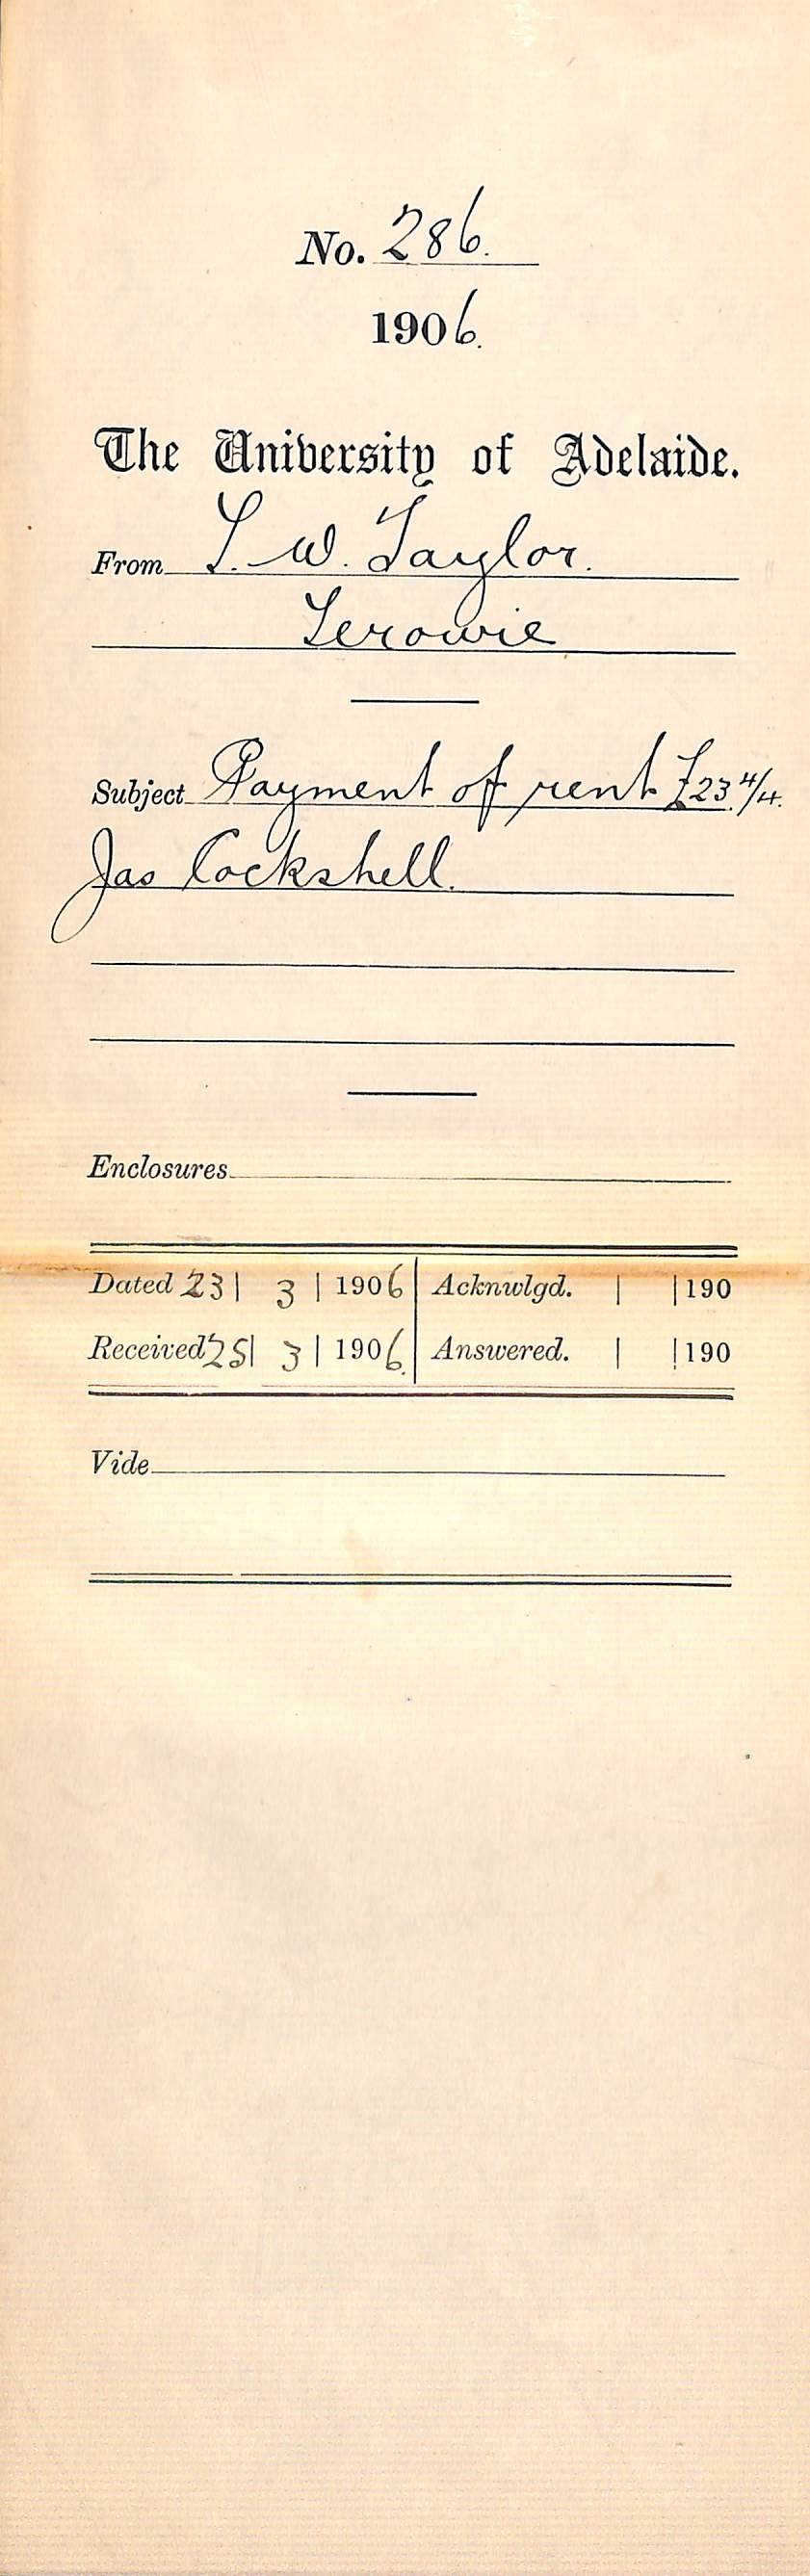 No. 286.
1906.
The University of Adelaide.
From T. W. Taylor.
Terowie
Subject Payment of rent £23.4/4.
Jas Cockshell.
Enclosures
Dated 23 | 3 | 1906 | Acknwlgd. | | 190
Received 25 | 3 | 1906. | Answered. | | 190
Vide